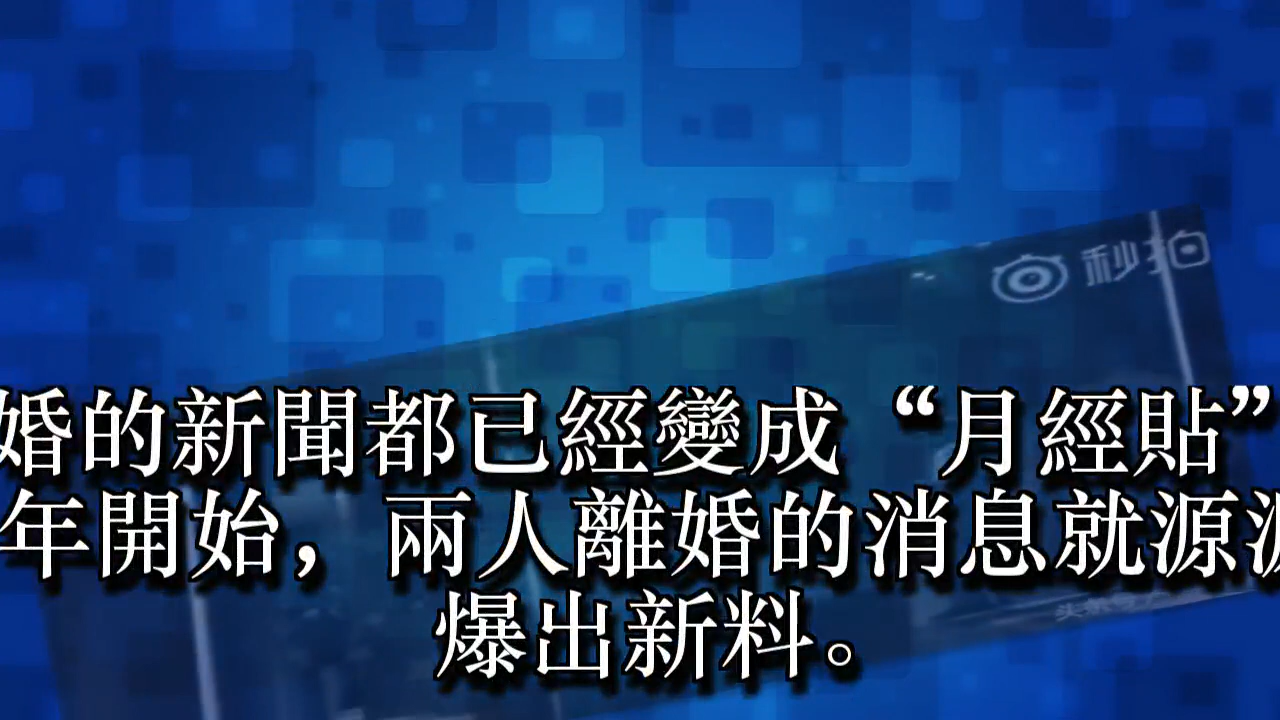 秒拍
婚的新聞都已經變成“月經貼”
年開始，兩人離婚的消息就源源
爆出新料。